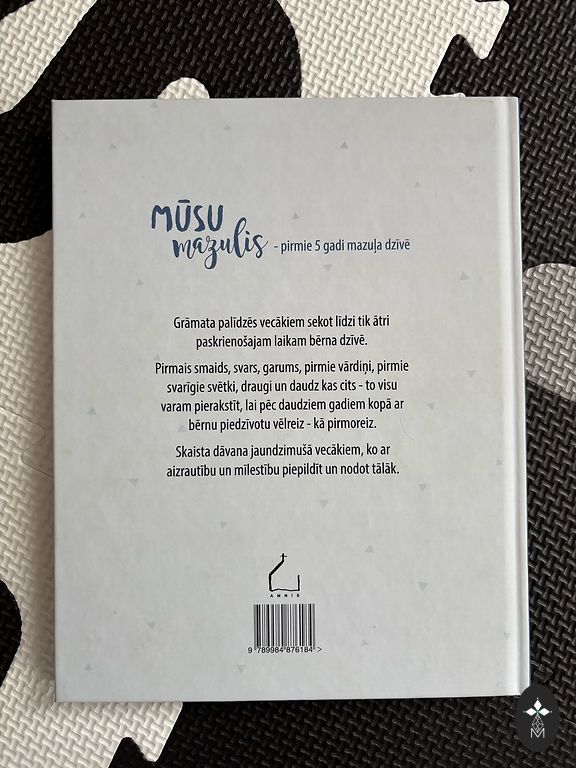 MŪSU
mazulis - pirmie 5 gadi mazuļa dzīvē
Grāmata palīdzēs vecākiem sekot līdzi tik ātri
paskrienošajam laikam bērna dzīvē.
Pirmais smaids, svars, garums, pirmie vārdiņi, pirmie
svarīgie svētki, draugi un daudz kas cits - to visu
varam pierakstīt, lai pēc daudziem gadiem kopā ar
bērnu piedzīvotu vēlreiz - kā pirmoreiz.
Skaista dāvana jaundzimušā vecākiem, ko ar
aizrautību un mīlestību piepildīt un nodot tālāk.
AMNIS
9 789984 876184 >
M